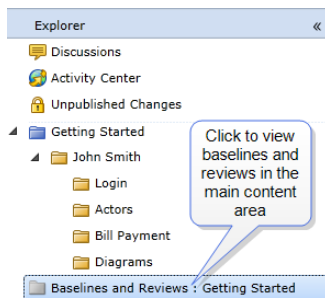 Explorer «
Discussions
Activity Center
Unpublished Changes
Getting Started
John Smith
Login
Actors
Bill Payment
Diagrams
Click to view
baselines and
reviews in the
main content
area
Baselines and Reviews : Getting Started